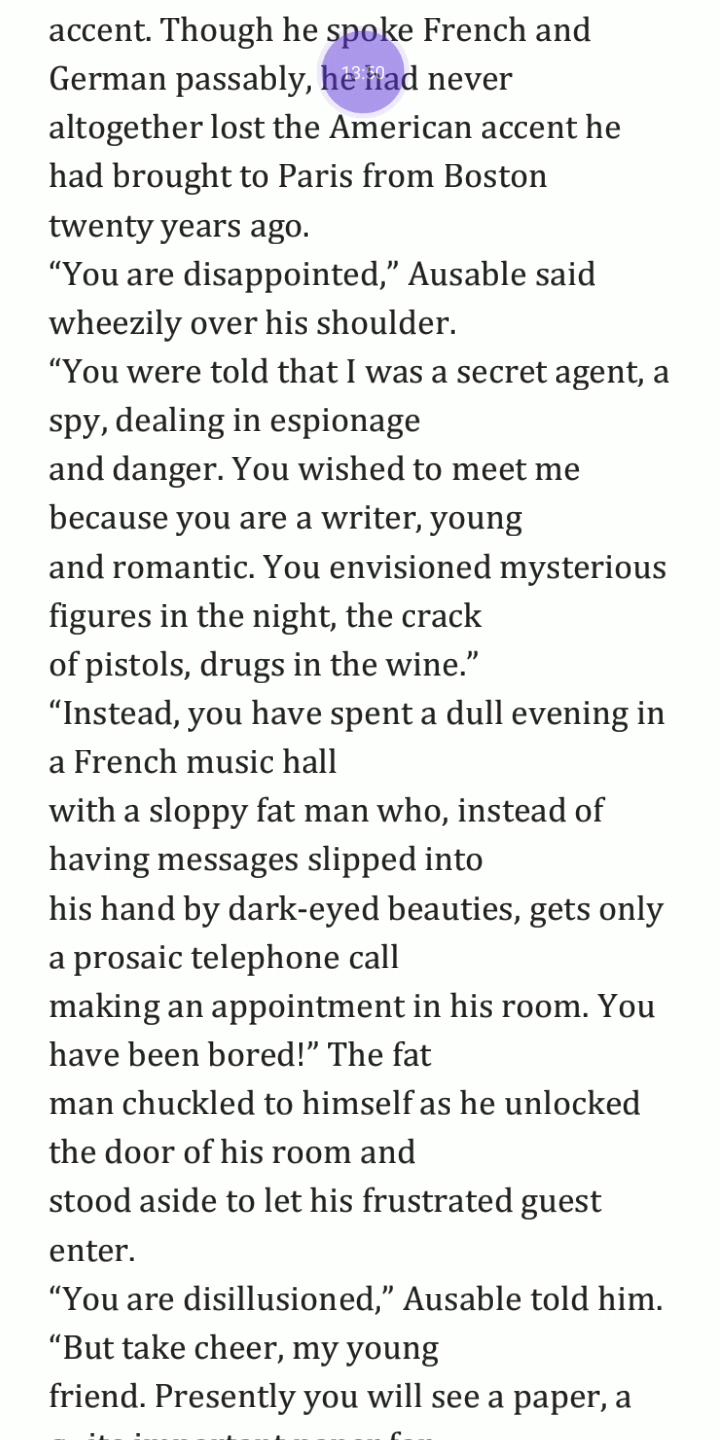 accent. Though he spoke French and
German passably, he had never
altogether lost the American accent he
had brought to Paris from Boston
twenty years ago.
“You are disappointed,” Ausable said
wheezily over his shoulder.
“You were told that I was a secret agent, a
spy, dealing in espionage
and danger. You wished to meet me
because you are a writer, young
and romantic. You envisioned mysterious
figures in the night, the crack
of pistols, drugs in the wine.”
“Instead, you have spent a dull evening in
a French music hall
with a sloppy fat man who, instead of
having messages slipped into
his hand by dark-eyed beauties, gets only
a prosaic telephone call
making an appointment in his room. You
have been bored!” The fat
man chuckled to himself as he unlocked
the door of his room and
stood aside to let his frustrated guest
enter.
“You are disillusioned,” Ausable told him.
“But take cheer, my young
friend. Presently you will see a paper, a